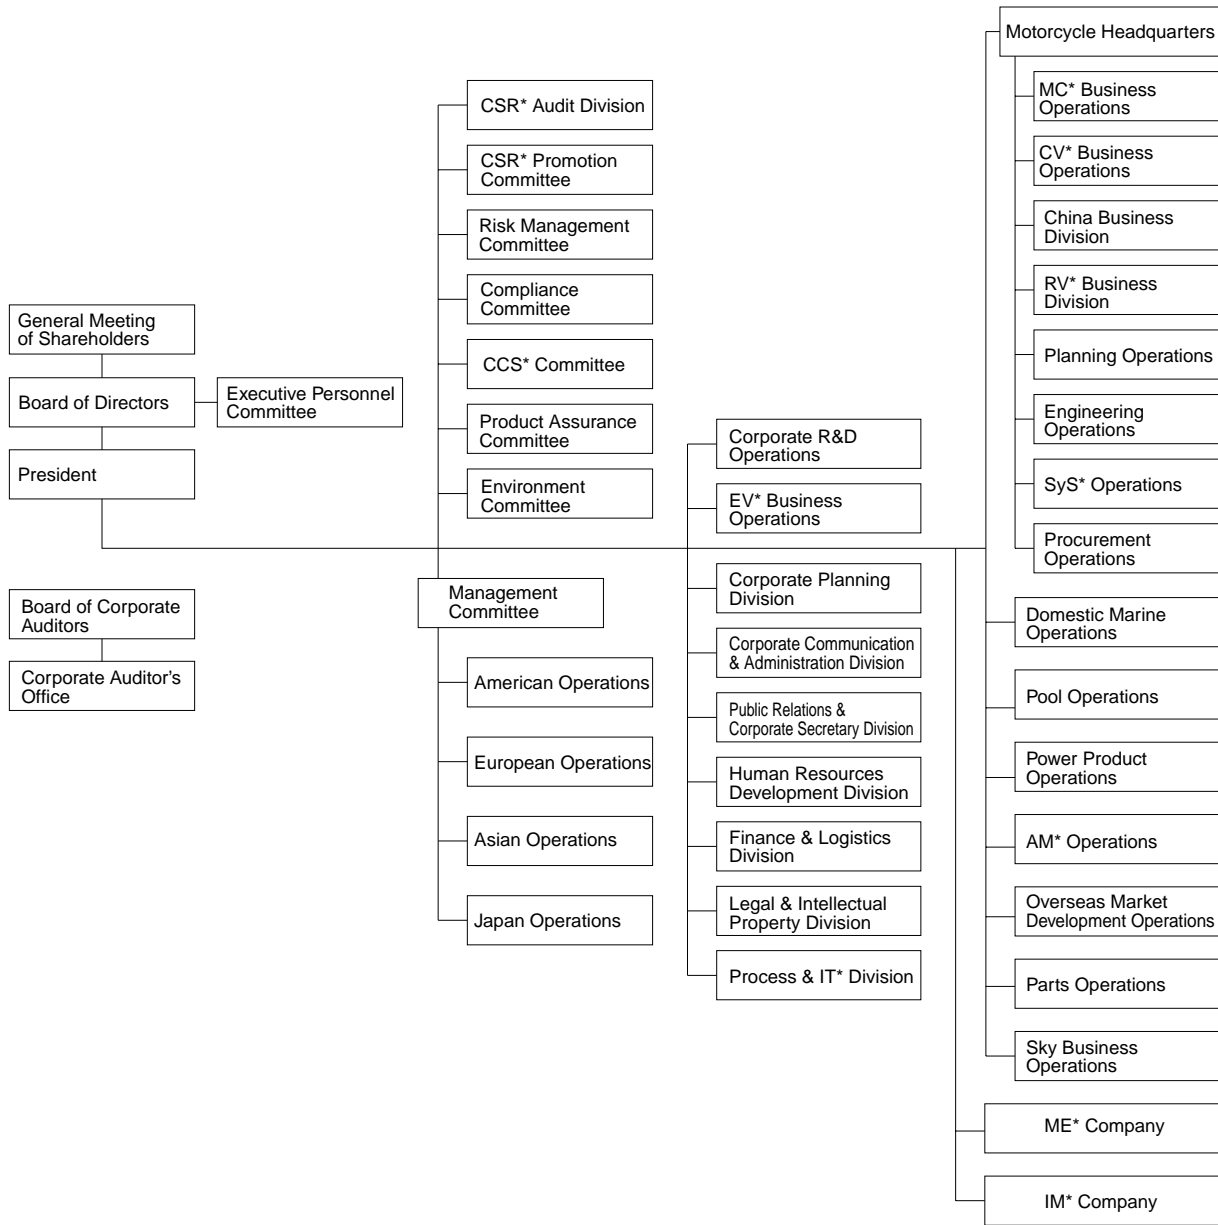 General Meeting
of Shareholders
Board of Directors
Executive Personnel
Committee
President
Board of Corporate
Auditors
Corporate Auditor’s
Office
CSR* Audit Division
CSR* Promotion
Committee
Risk Management
Committee
Compliance
Committee
CCS* Committee
Product Assurance
Committee
Environment
Committee
Management
Committee
American Operations
European Operations
Asian Operations
Japan Operations
Corporate R&D
Operations
EV* Business
Operations
Corporate Planning
Division
Corporate Communication
& Administration Division
Public Relations &
Corporate Secretary Division
Human Resources
Development Division
Finance & Logistics
Division
Legal & Intellectual
Property Division
Process & IT* Division
Motorcycle Headquarters
MC* Business
Operations
CV* Business
Operations
China Business
Division
RV* Business
Division
Planning Operations
Engineering
Operations
SyS* Operations
Procurement
Operations
Domestic Marine
Operations
Pool Operations
Power Product
Operations
AM* Operations
Overseas Market
Development Operations
Parts Operations
Sky Business
Operations
ME* Company
IM* Company